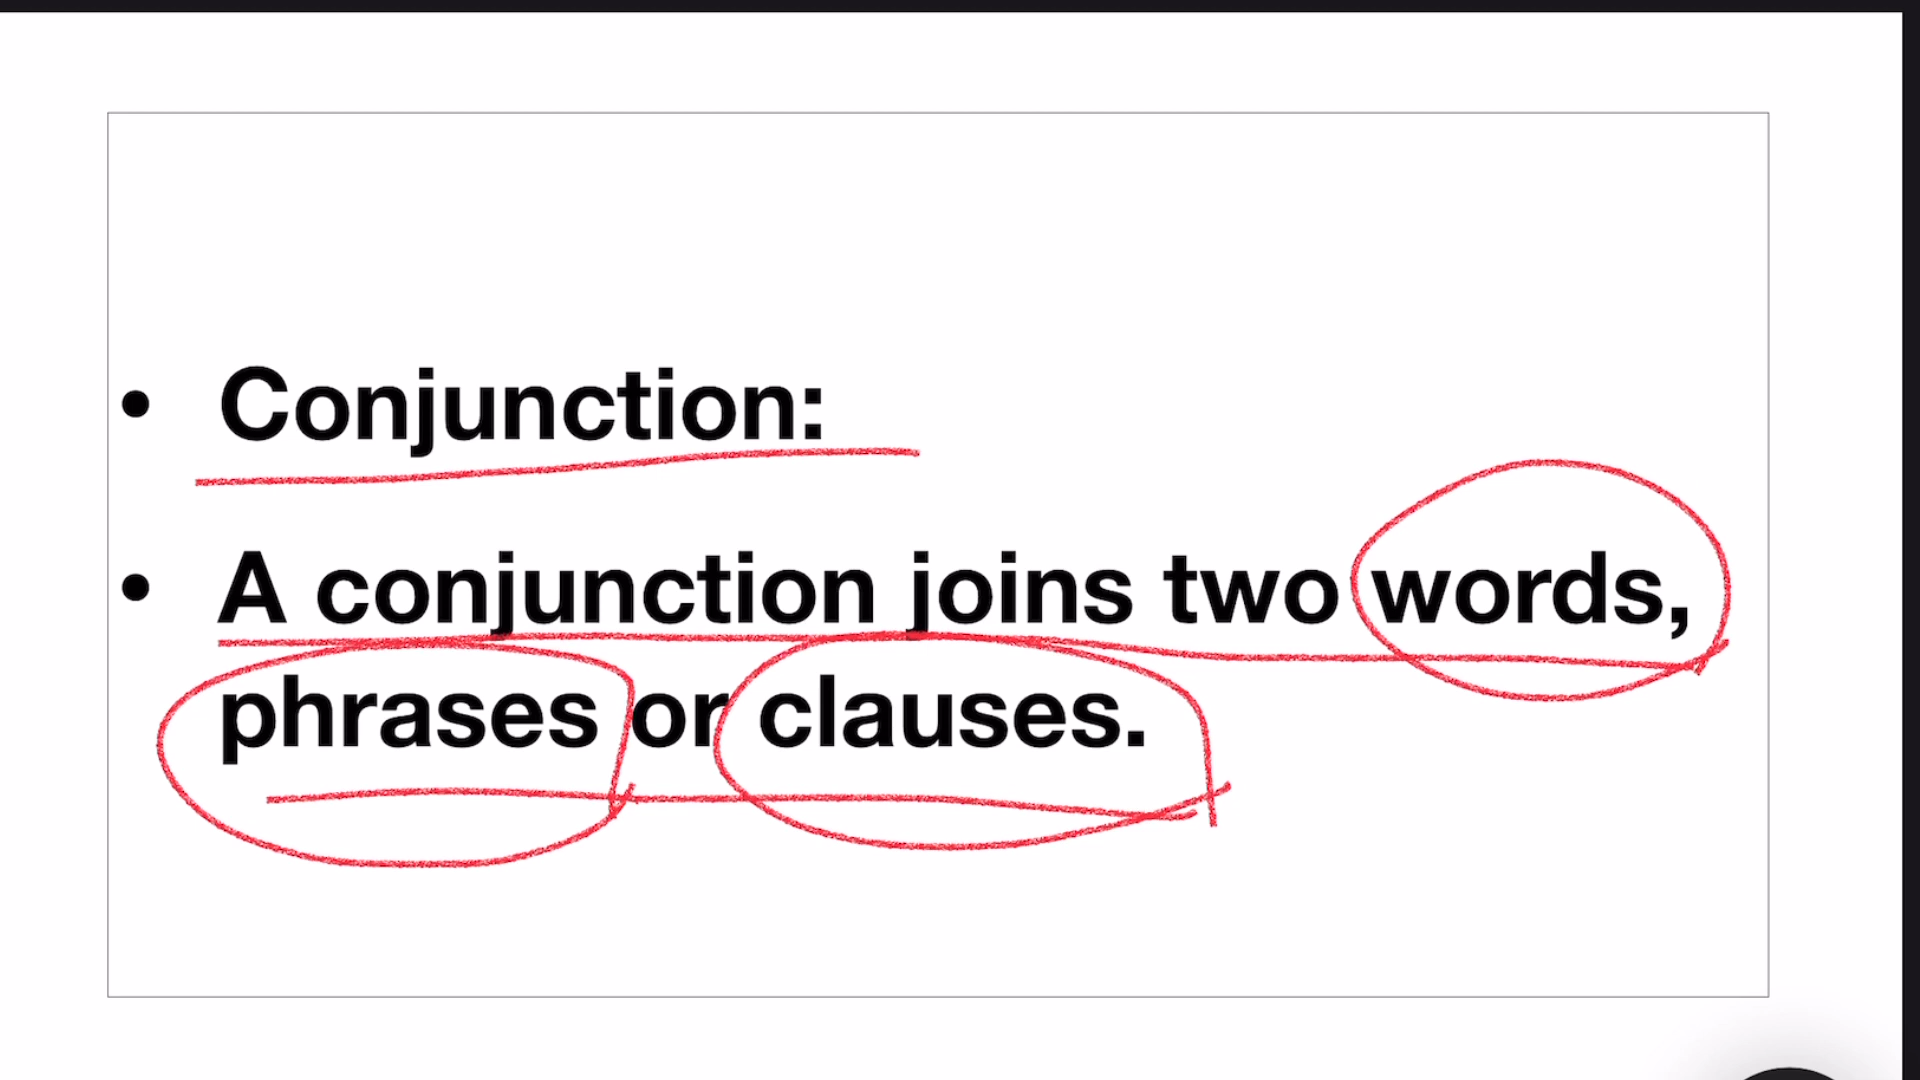 • Conjunction:
• A conjunction joins two words,
phrases or clauses.